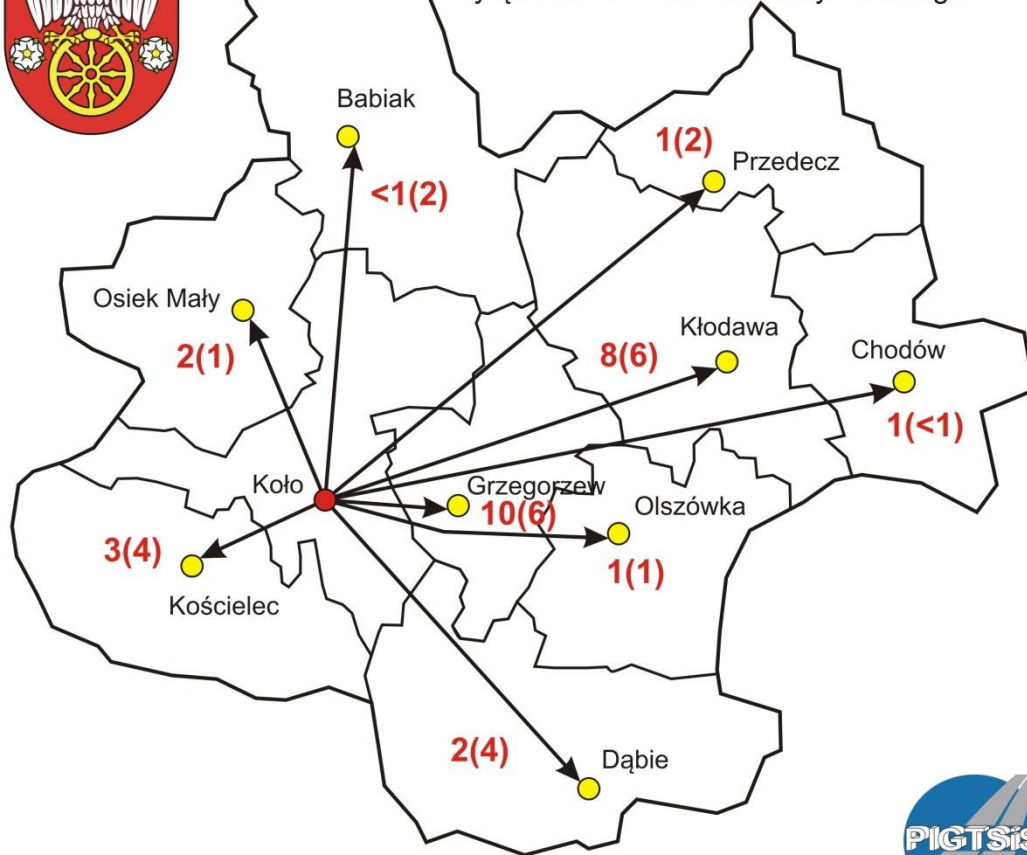 Babiak
<1(2)
1(2)
Przedecz
Osiek Mały
2(1)
Kłodawa
8(6)
Chodów
1(<1)
Koło
Grzegorzew
10(6)
Olszówka
1(1)
3(4)
Kościelec
2(4)
Dąbie